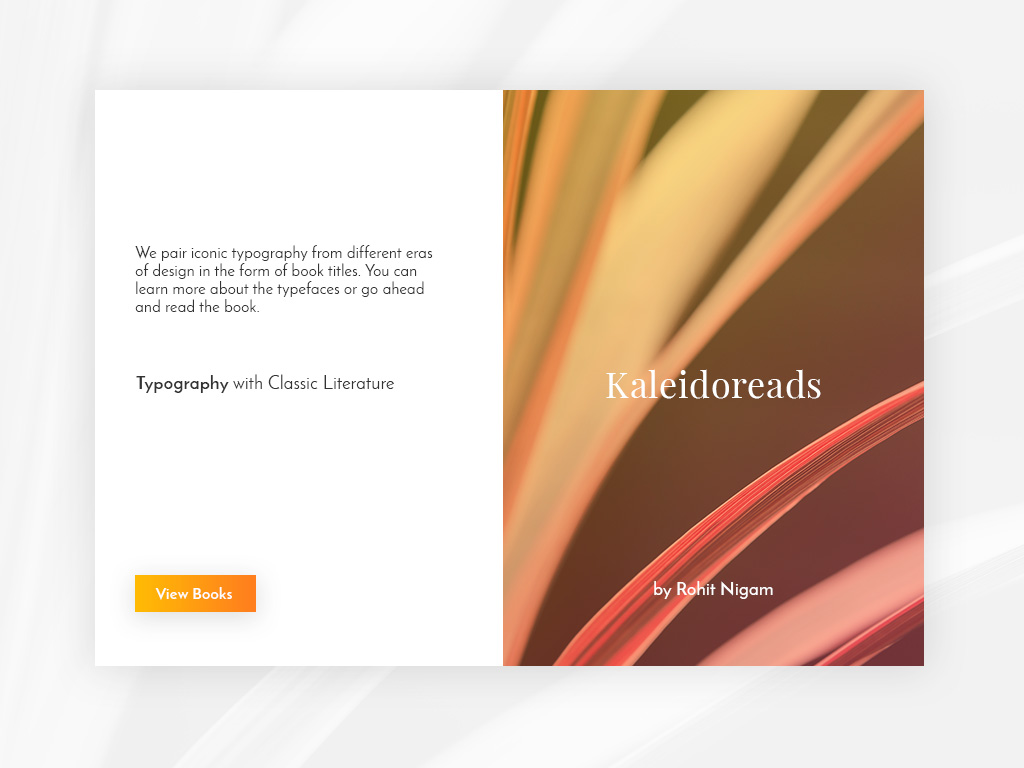 We pair iconic typography from different eras
of design in the form of book titles. You can
learn more about the typefaces or go ahead
and read the book.
Typography with Classic Literature
View Books
Kaleidoreads
by Rohit Nigam